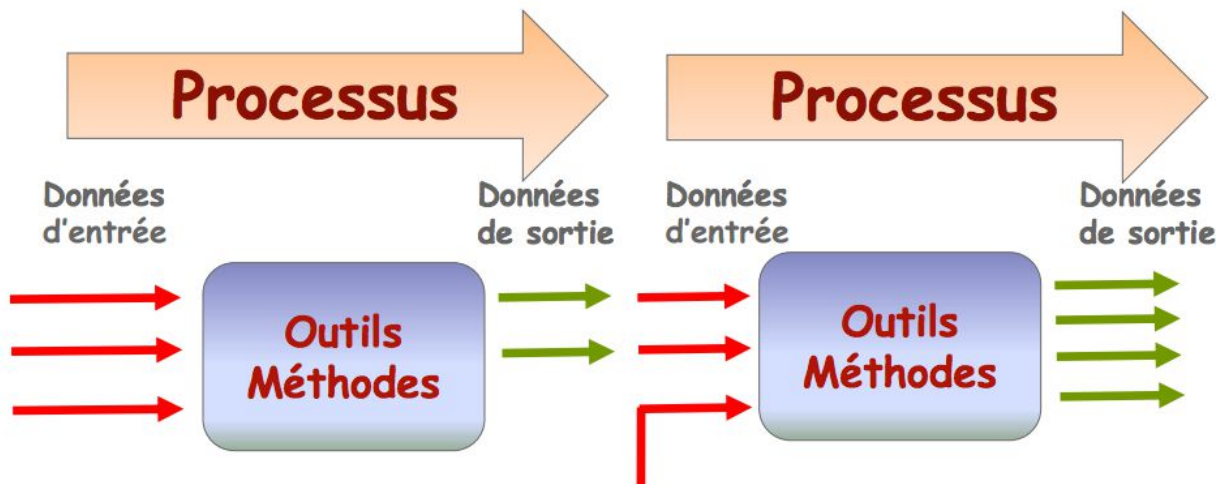 Processus
Processus
Données
d'entrée
Données
de sortie
Données
d'entrée
Données
de sortie
Outils
Méthodes
Outils
Méthodes